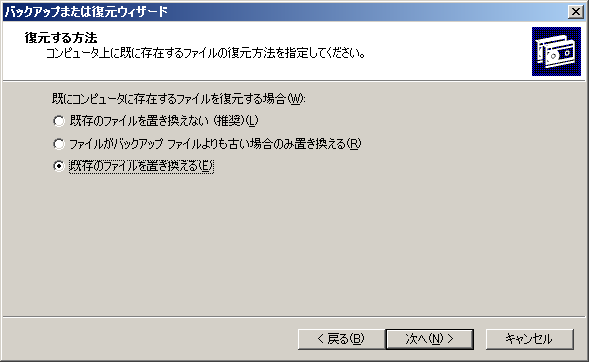 バックアップまたは復元ウィザード
復元する方法
コンピュータ上に既に存在するファイルの復元方法を指定してください。
既にコンピュータに存在するファイルを復元する場合(W):
既存のファイルを置き換えない (推奨)(L)
ファイルがバックアップ ファイルよりも古い場合のみ置き換える(R)
既存のファイルを置き換える(E)
< 戻る(B)
次へ(N) >
キャンセル